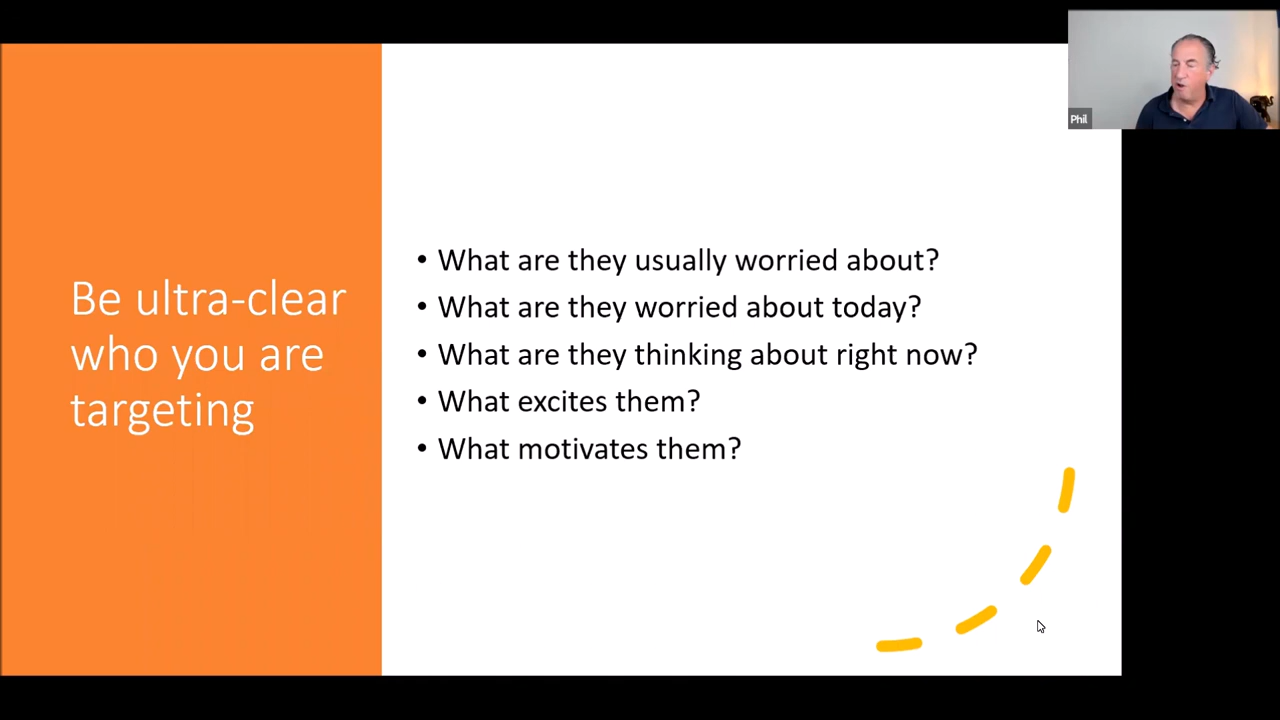 Phil
Be ultra-clear
who you are
targeting
• What are they usually worried about?
• What are they worried about today?
• What are they thinking about right now?
• What excites them?
• What motivates them?